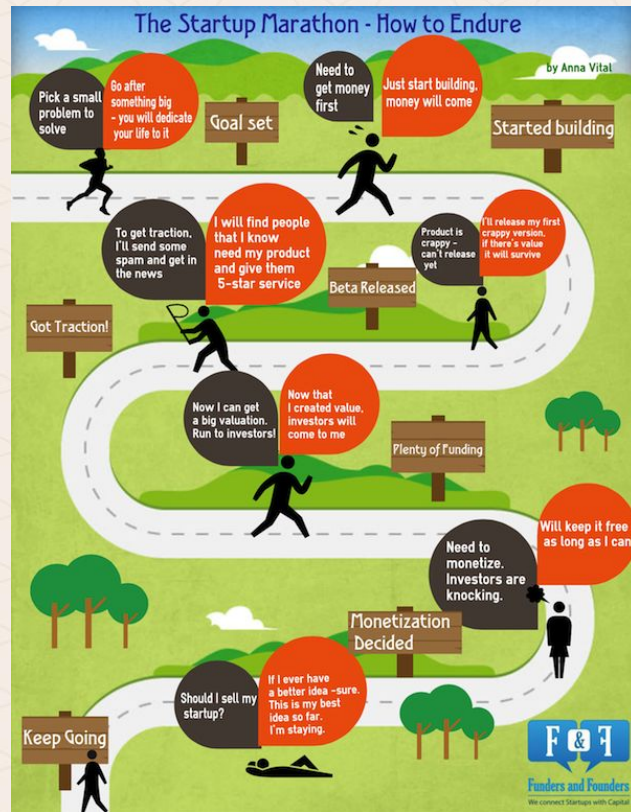 The Startup Marathon - How to Endure
by Anna Vital
Pick a small
problem to
solve
Go after
something big
- you will dedicate
your life to it
Goal set
Need to
get money
first
Just start building,
money will come
Started building
Product is
crappy -
can't release
yet
I'll release my first
crappy version,
if there's value
it will survive
Beta Released
To get traction,
I'll send some
spam and get in
the news
I will find people
that I know
need my product
and give them
5-star service
Got Traction!
Now I can get
a big valuation.
Run to investors!
Now that
I created value,
investors will
come to me
Plenty of Funding
Need to
monetize.
Investors are
knocking.
Will keep it free
as long as I can
Monetization
Decided
Should I sell my
startup?
If I ever have
a better idea -sure.
This is my best
idea so far.
I'm staying.
Keep Going
F & F
Funders and Founders
We connect Startups with Capital